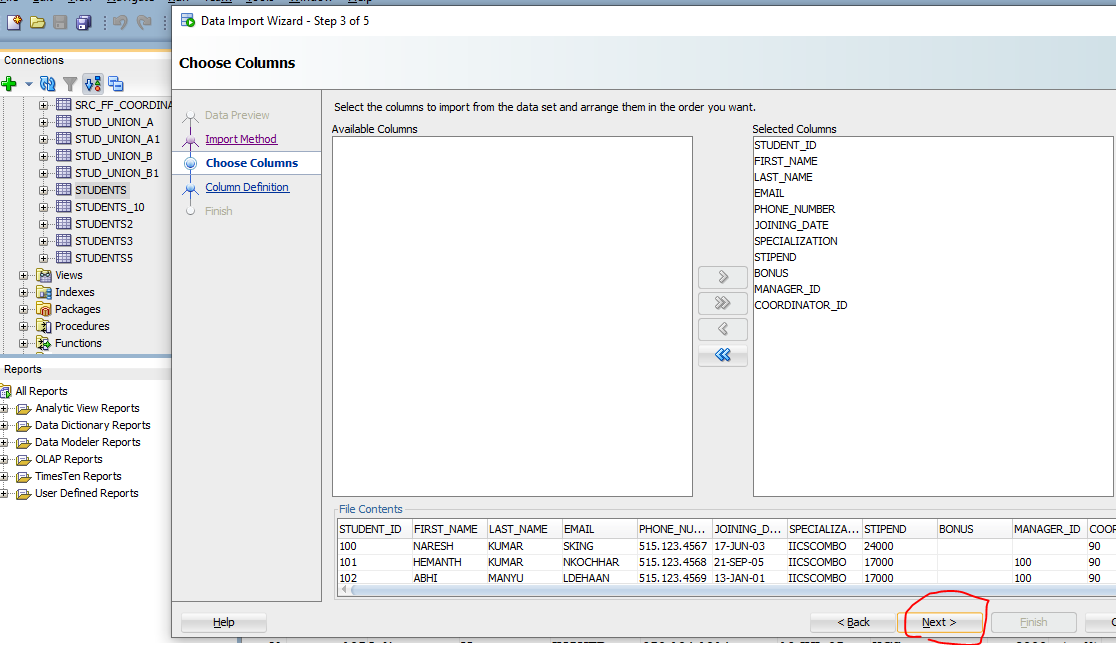 Data Import Wizard - Step 3 of 5
Connections
SRC_FF_COORDINA
STUD_UNION_A
STUD_UNION_A1
STUD_UNION_B
STUD_UNION_B1
STUDENTS
STUDENTS_10
STUDENTS2
STUDENTS3
STUDENTS5
Views
Indexes
Packages
Procedures
Functions
Reports
All Reports
Analytic View Reports
Data Dictionary Reports
Data Modeler Reports
OLAP Reports
TimesTen Reports
User Defined Reports
Choose Columns
Data Preview
Import Method
Choose Columns
Column Definition
Finish
Select the columns to import from the data set and arrange them in the order you want.
Available Columns
Selected Columns
STUDENT_ID
FIRST_NAME
LAST_NAME
EMAIL
PHONE_NUMBER
JOINING_DATE
SPECIALIZATION
STIPEND
BONUS
MANAGER_ID
COORDINATOR_ID
File Contents
STUDENT_ID FIRST_NAME LAST_NAME EMAIL PHONE_NU... JOINING_D... SPECIALIZA... STIPEND BONUS MANAGER_ID COOR
100 NARESH KUMAR SKING 515.123.4567 17-JUN-03 IICSCOMBO 24000 90
101 HEMANTH KUMAR NKOCHHAR 515.123.4568 21-SEP-05 IICSCOMBO 17000 100 90
102 ABHI MANYU LDEHAAN 515.123.4569 13-JAN-01 IICSCOMBO 17000 100 90
Help
< Back
Next >
Finish